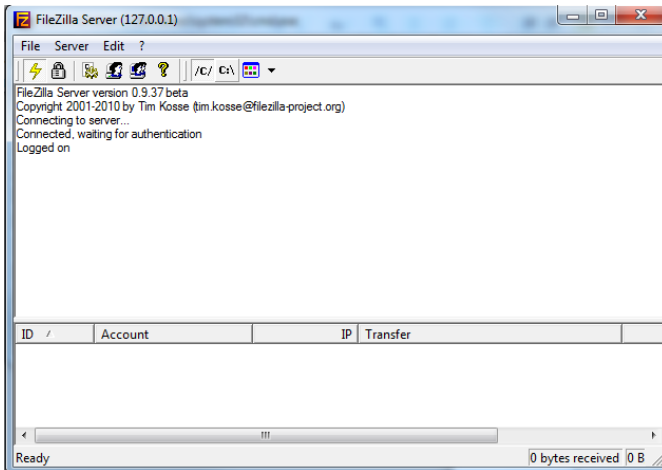 FileZilla Server (127.0.0.1)
File Server Edit ?
/C/ C:\
FileZilla Server version 0.9.37 beta
Copyright 2001-2010 by Tim Kosse (tim.kosse@filezilla-project.org)
Connecting to server...
Connected, waiting for authentication
Logged on
ID / Account IP Transfer
Ready 0 bytes received 0 B